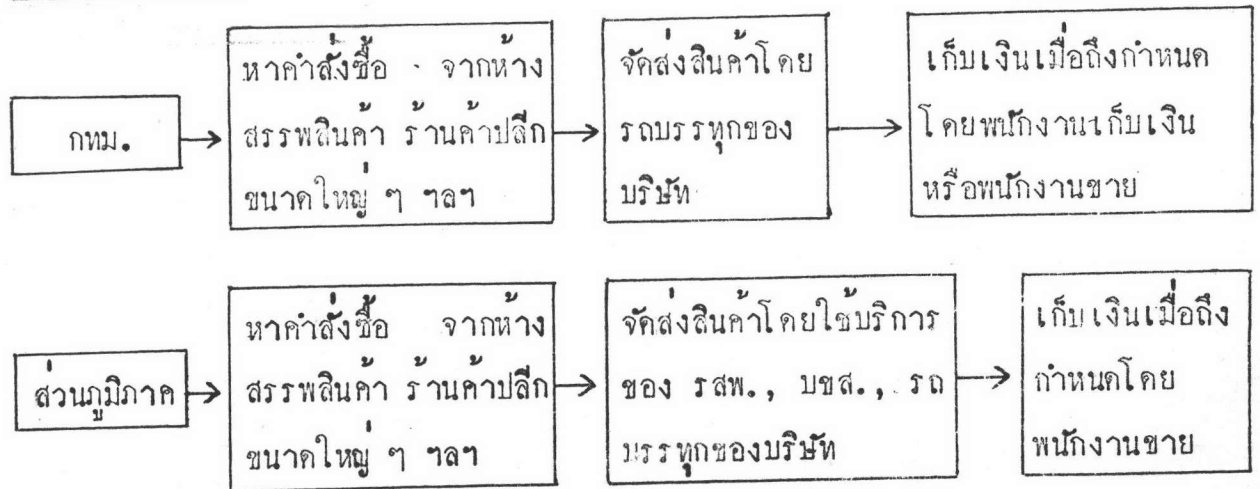 กทม.
หาคำสั่งซื้อ จากห้าง
สรรพสินค้า ร้านค้าปลีก
ขนาดใหญ่ ๆ ฯลฯ
จัดส่งสินค้าโดย
รถบรรทุกของ
บริษัท
เก็บเงินเมื่อถึงกำหนด
โดยพนักงานเก็บเงิน
หรือพนักงานขาย
ส่วนภูมิภาค
หาคำสั่งซื้อ จากห้าง
สรรพสินค้า ร้านค้าปลีก
ขนาดใหญ่ ๆ ฯลฯ
จัดส่งสินค้าโดยใช้บริการ
ของ รสพ., บขส., รถ
บรรทุกของบริษัท
เก็บเงินเมื่อถึง
กำหนดโดย
พนักงานขาย